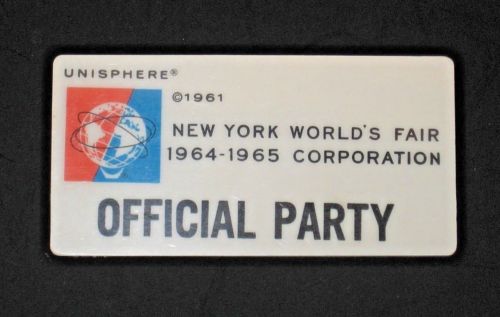 UNISPHERE®
©1961
NEW YORK WORLD'S FAIR
1964-1965 CORPORATION
OFFICIAL PARTY